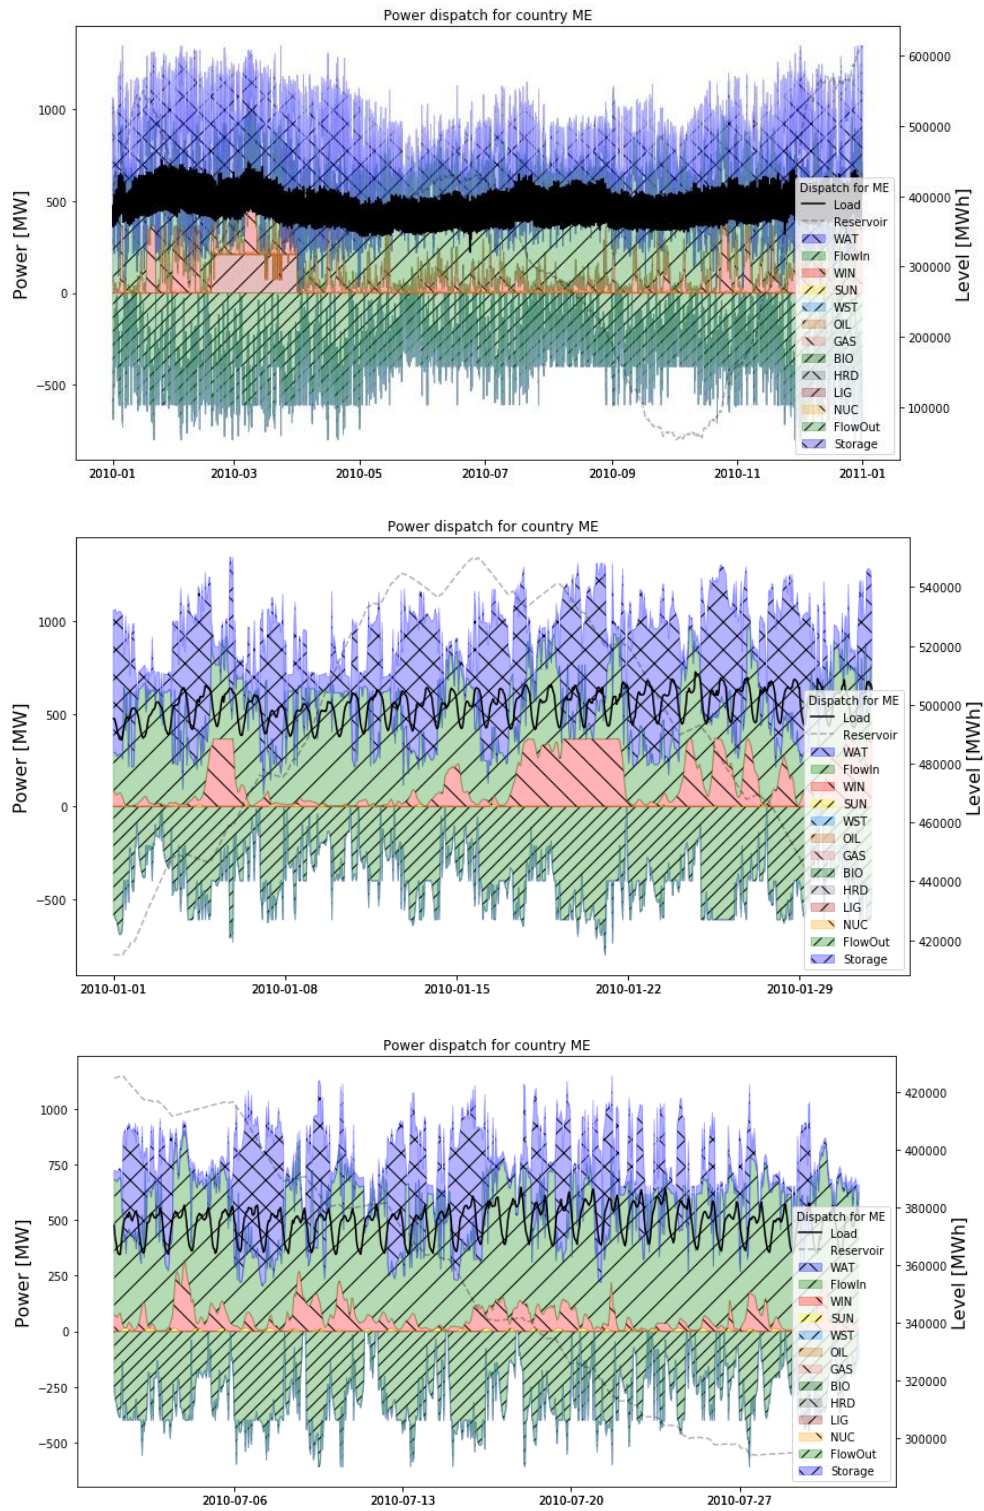 Power dispatch for country ME
Power [MW]
1000
500
0
−500
600000
500000
400000
300000
200000
100000
Level [MWh]
Dispatch for ME
Load
Reservoir
WAT
FlowIn
WIN
SUN
WST
OIL
GAS
BIO
HRD
LIG
NUC
FlowOut
Storage
2010-01
2010-03
2010-05
2010-07
2010-09
2010-11
2011-01
Power dispatch for country ME
Power [MW]
1000
500
0
−500
540000
520000
500000
480000
460000
440000
420000
Level [MWh]
Dispatch for ME
Load
Reservoir
WAT
FlowIn
WIN
SUN
WST
OIL
GAS
BIO
HRD
LIG
NUC
FlowOut
Storage
2010-01-01
2010-01-08
2010-01-15
2010-01-22
2010-01-29
Power dispatch for country ME
Power [MW]
1000
750
500
250
0
−250
−500
420000
400000
380000
360000
340000
320000
300000
Level [MWh]
Dispatch for ME
Load
Reservoir
WAT
FlowIn
WIN
SUN
WST
OIL
GAS
BIO
HRD
LIG
NUC
FlowOut
Storage
2010-07-06
2010-07-13
2010-07-20
2010-07-27